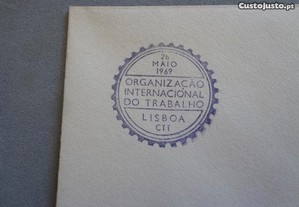 CustoJusto.pt
26
MAIO
1969
ORGANIZAÇÃO
INTERNACIONAL
DO TRABALHO
LISBOA
CTT